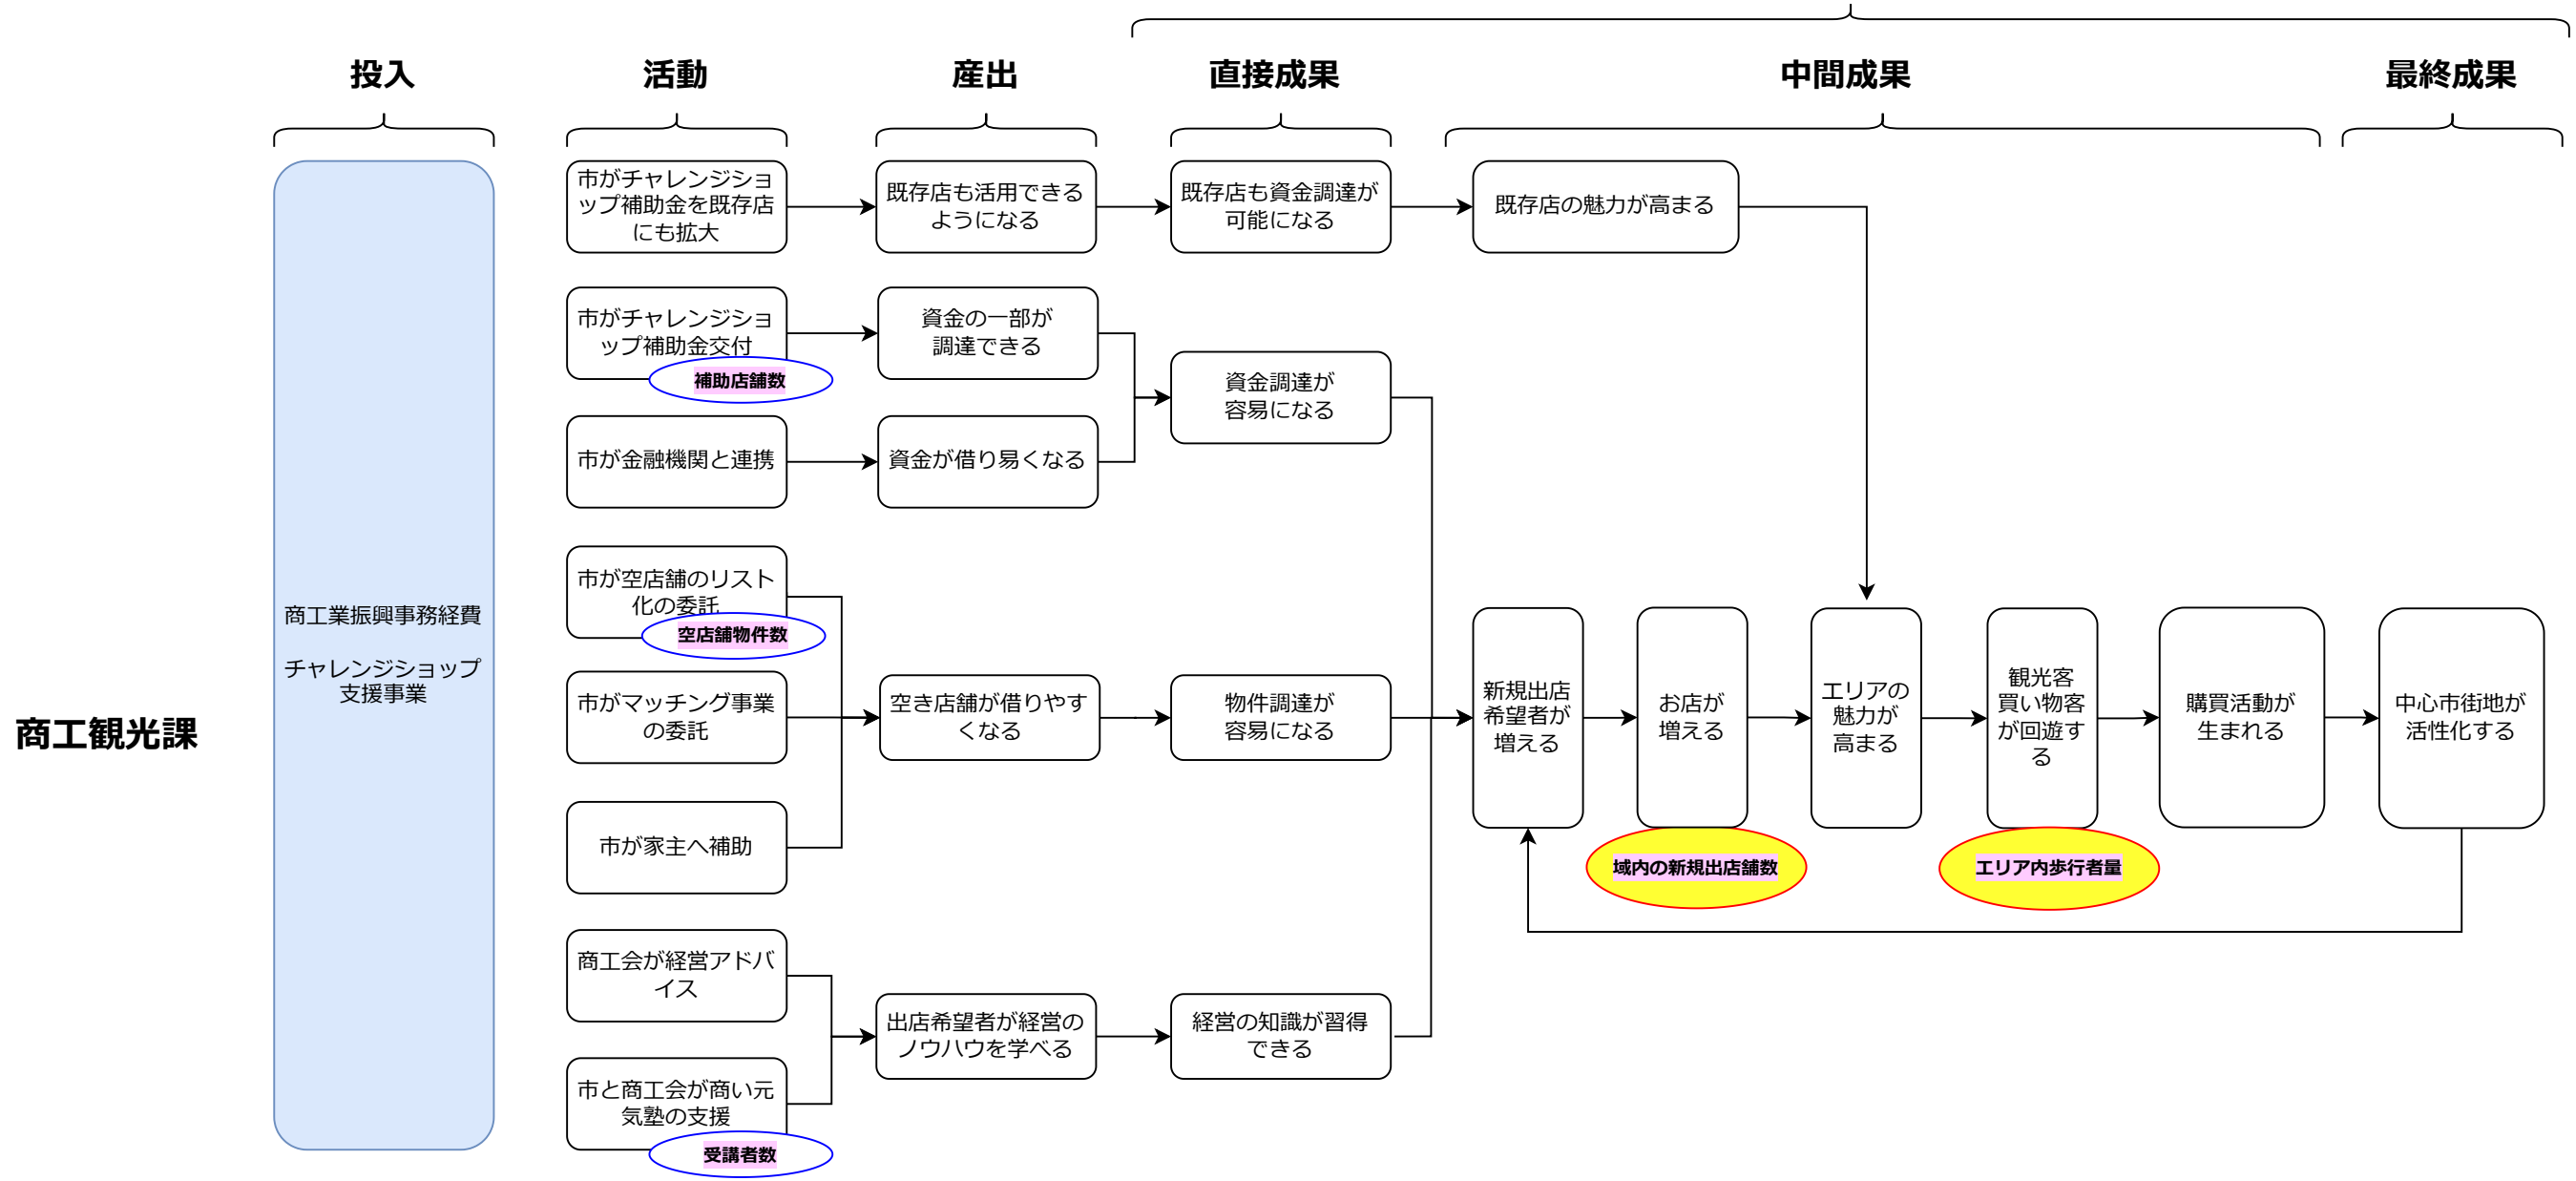 投入
活動
産出
直接成果
中間成果
最終成果
商工観光課
商工業振興事務経費
チャレンジショップ
支援事業
市がチャレンジショ
ップ補助金を既存店
にも拡大
既存店も活用できる
ようになる
既存店も資金調達が
可能になる
既存店の魅力が高まる
市がチャレンジショ
ップ補助金交付
補助店舗数
資金の一部が
調達できる
市が金融機関と連携
資金が借り易くなる
資金調達が
容易になる
市が空店舗のリスト
化の委託
空店舗物件数
市がマッチング事業
の委託
市が家主へ補助
空き店舗が借りやす
くなる
物件調達が
容易になる
商工会が経営アドバ
イス
市と商工会が商い元
気塾の支援
受講者数
出店希望者が経営の
ノウハウを学べる
経営の知識が習得
できる
新規出店
希望者が
増える
お店が
増える
域内の新規出店舗数
エリアの
魅力が
高まる
観光客
買い物客
が回遊す
る
エリア内歩行者量
購買活動が
生まれる
中心市街地が
活性化する